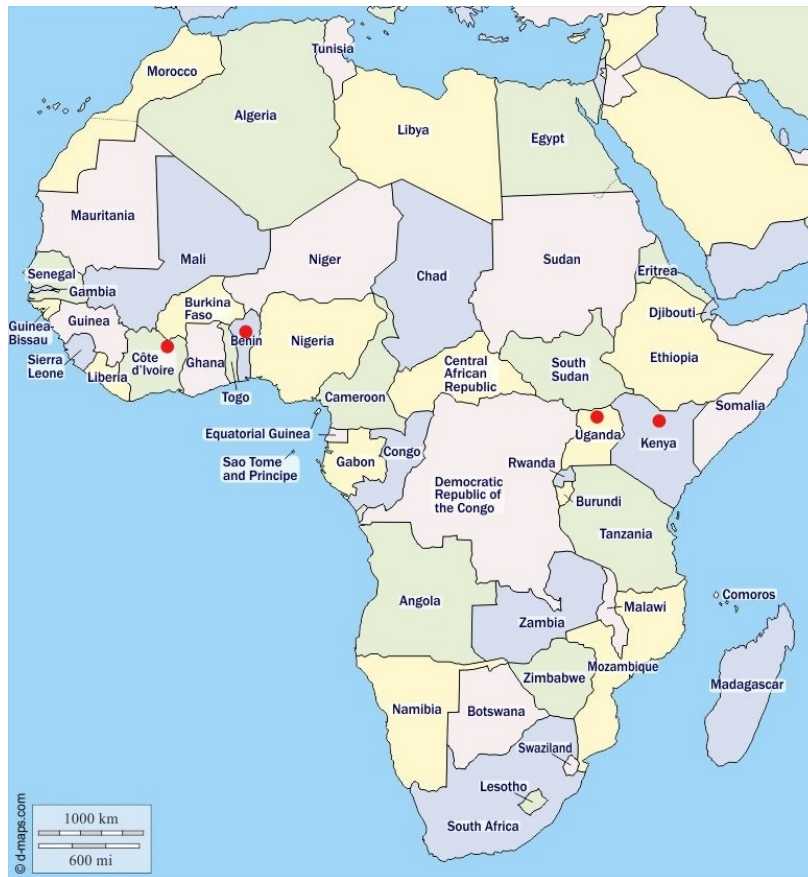 Tunisia
Morocco
Algeria
Libya
Egypt
Mauritania
Mali
Niger
Chad
Sudan
Eritrea
Senegal
Gambia
Guinea-
Bissau
Guinea
Sierra
Leone
Liberia
Côte
d'Ivoire
Burkina
Faso
Ghana
Togo
Benin
Nigeria
Cameroon
Central
African
Republic
South
Sudan
Djibouti
Ethiopia
Somalia
Equatorial Guinea
Sao Tome
and Principe
Gabon
Congo
Democratic
Republic of
the Congo
Uganda
Kenya
Rwanda
Burundi
Tanzania
Angola
Zambia
Malawi
Comoros
Mozambique
Madagascar
Zimbabwe
Namibia
Botswana
Swaziland
Lesotho
South Africa
1000 km
600 mi
© d-maps.com